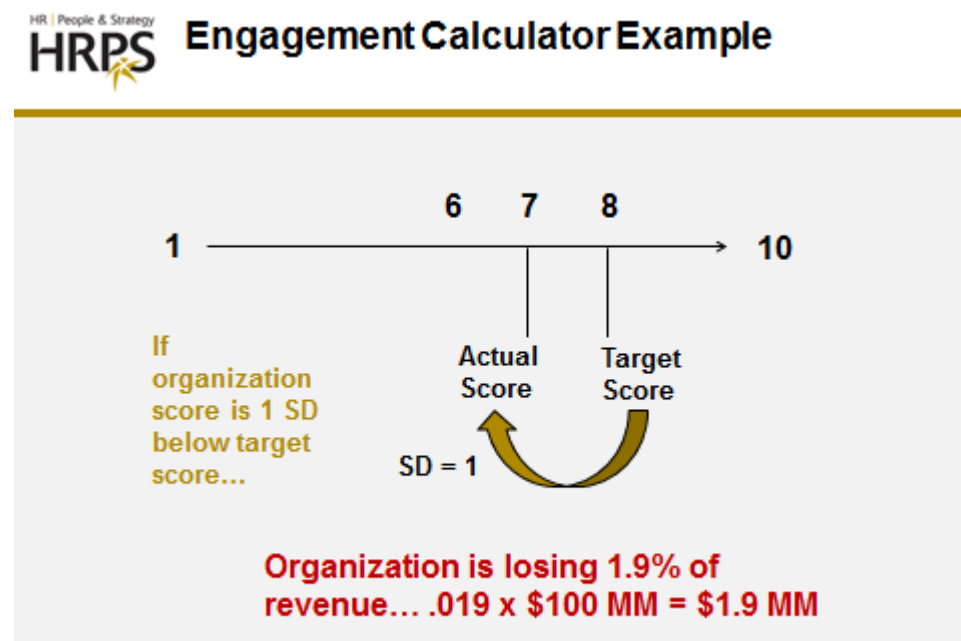 HR | People & Strategy
HRPS
Engagement Calculator Example
6 7 8
1 10
If
organization
score is 1 SD
below target
score…
Actual
Score
Target
Score
SD = 1
Organization is losing 1.9% of
revenue… .019 x $100 MM = $1.9 MM